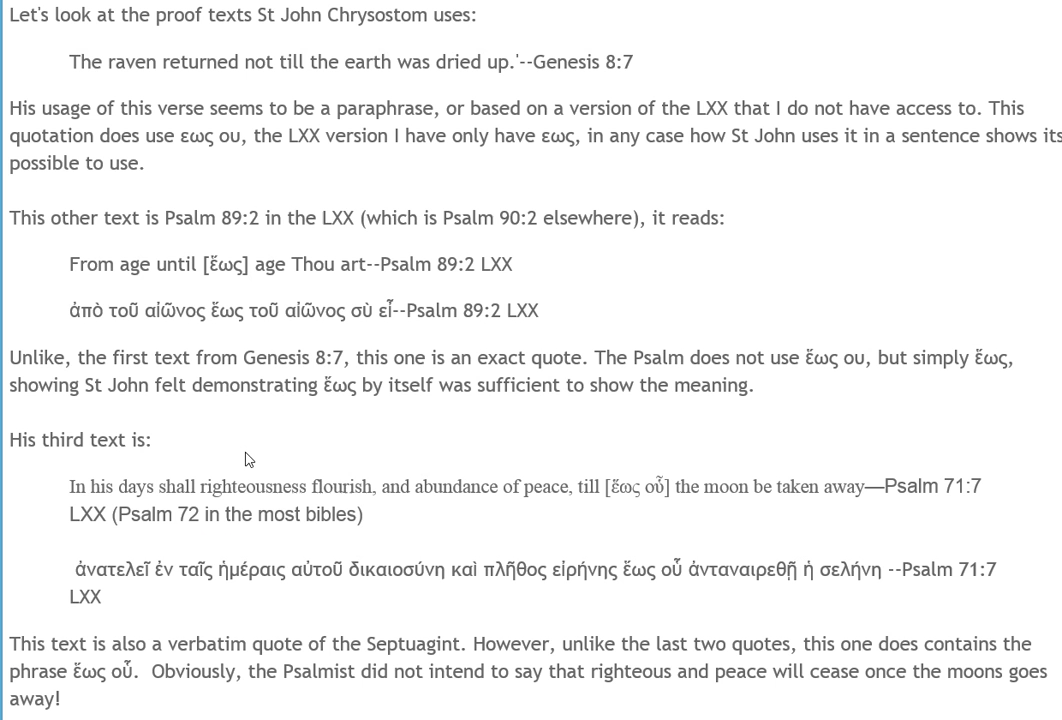 Let's look at the proof texts St John Chrysostom uses:
The raven returned not till the earth was dried up.'--Genesis 8:7
His usage of this verse seems to be a paraphrase, or based on a version of the LXX that I do not have access to. This
quotation does use εως ου, the LXX version I have only have εως, in any case how St John uses it in a sentence shows its
possible to use.
This other text is Psalm 89:2 in the LXX (which is Psalm 90:2 elsewhere), it reads:
From age until [ἕως] age Thou art--Psalm 89:2 LXX
ἀπὸ τοῦ αἰῶνος ἕως τοῦ αἰῶνος σὺ εἶ--Psalm 89:2 LXX
Unlike, the first text from Genesis 8:7, this one is an exact quote. The Psalm does not use ἕως ου, but simply ἕως,
showing St John felt demonstrating ἕως by itself was sufficient to show the meaning.
His third text is:
In his days shall righteousness flourish, and abundance of peace, till [ἕως οὗ] the moon be taken away—Psalm 71:7
LXX (Psalm 72 in the most bibles)
ἀνατελεῖ ἐν ταῖς ἡμέραις αὐτοῦ δικαιοσύνη καὶ πλῆθος εἰρήνης ἕως οὗ ἀνταναιρεθῇ ἡ σελήνη --Psalm 71:7
LXX
This text is also a verbatim quote of the Septuagint. However, unlike the last two quotes, this one does contains the
phrase ἕως οὗ. Obviously, the Psalmist did not intend to say that righteous and peace will cease once the moons goes
away!